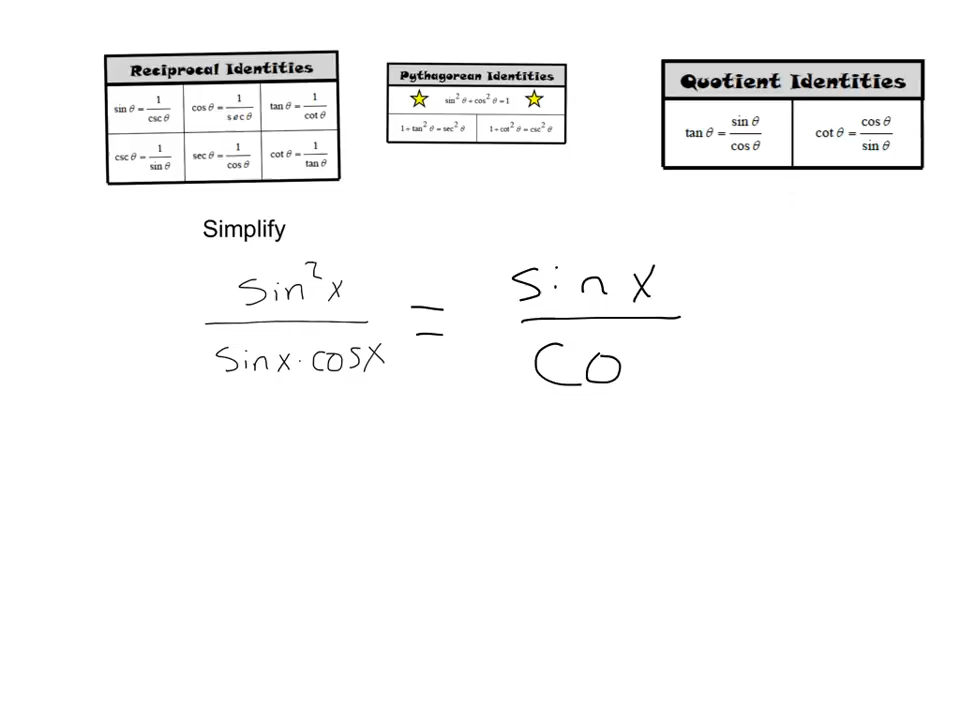 Reciprocal Identities
sin θ = 1/csc θ cos θ = 1/sec θ tan θ = 1/cot θ
csc θ = 1/sin θ sec θ = 1/cos θ cot θ = 1/tan θ
Pythagorean Identities
sin² θ + cos² θ = 1
1 + tan² θ = sec² θ 1 + cot² θ = csc² θ
Quotient Identities
tan θ = sin θ/cos θ cot θ = cos θ/sin θ
Simplify
sin²x / sinx · cosx = sin x / co